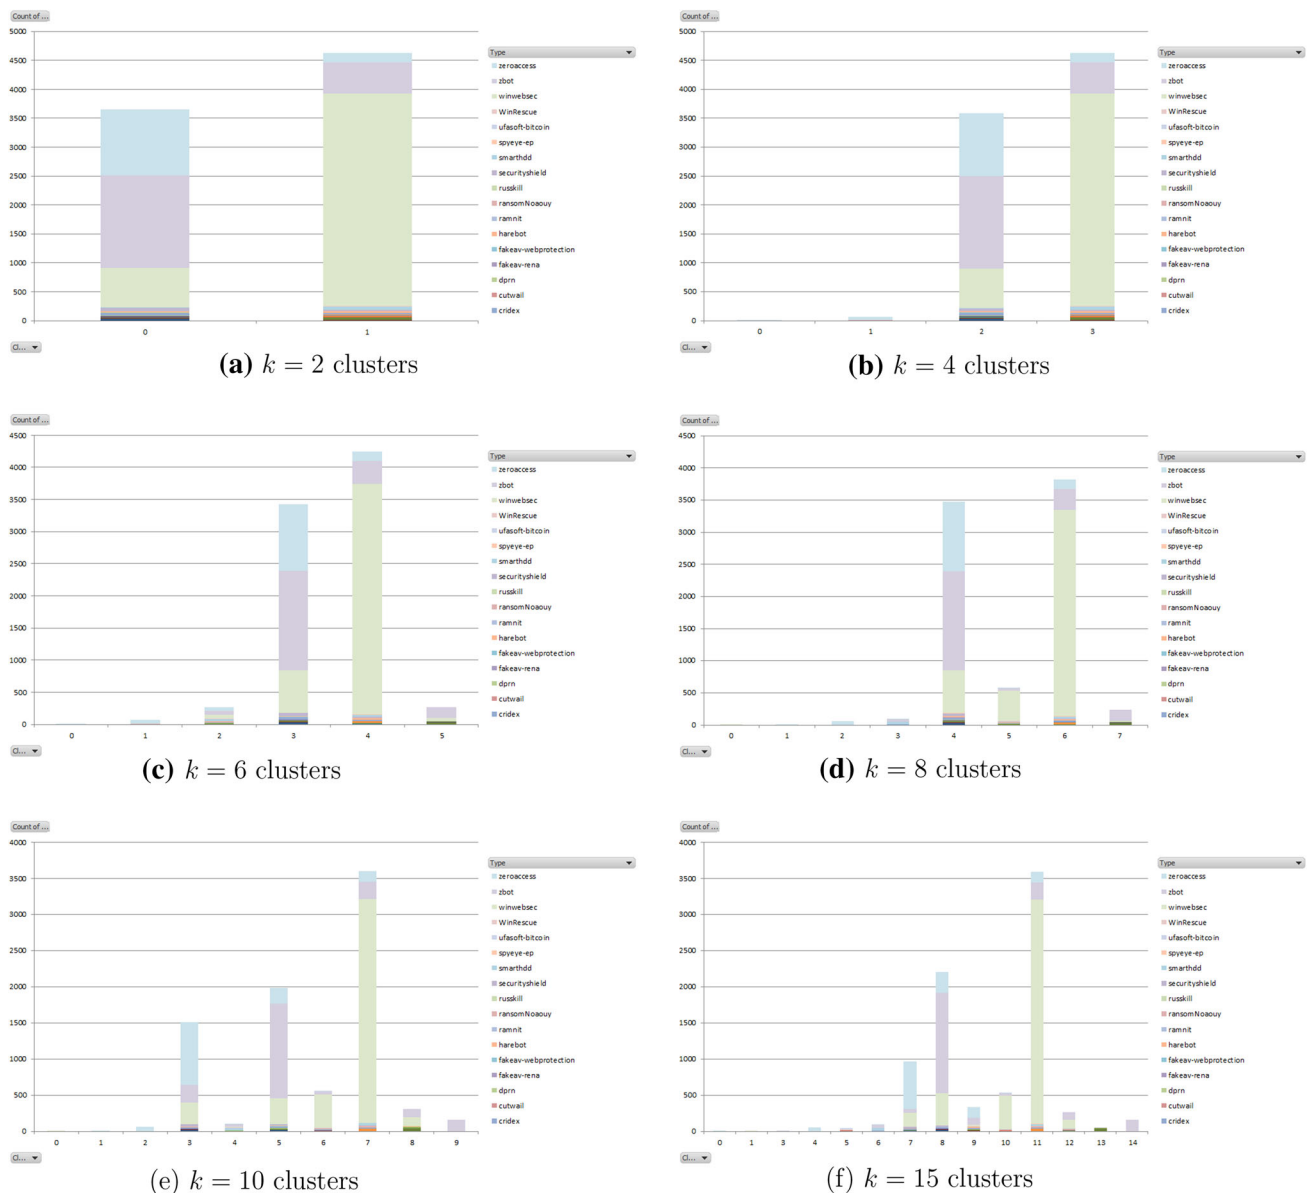 Count of ...
5000
4500
4000
3500
3000
2500
2000
1500
1000
500
0
0 1
Type
zeroaccess
zbot
winwebsec
WinRescue
ufasoft-bitcoin
spyeye-ep
smarthdd
securityshield
russkill
ransomNoaouy
ramnit
harebot
fakeav-webprotection
fakeav-rena
dprn
cutwail
cridex
Cl...
(a) k = 2 clusters
Count of ...
5000
4500
4000
3500
3000
2500
2000
1500
1000
500
0
0 1 2 3
Type
zeroaccess
zbot
winwebsec
WinRescue
ufasoft-bitcoin
spyeye-ep
smarthdd
securityshield
russkill
ransomNoaouy
ramnit
harebot
fakeav-webprotection
fakeav-rena
dprn
cutwail
cridex
Cl...
(b) k = 4 clusters
Count of ...
4500
4000
3500
3000
2500
2000
1500
1000
500
0
0 1 2 3 4 5
Type
zeroaccess
zbot
winwebsec
WinRescue
ufasoft-bitcoin
spyeye-ep
smarthdd
securityshield
russkill
ransomNoaouy
ramnit
harebot
fakeav-webprotection
fakeav-rena
dprn
cutwail
cridex
Cl...
(c) k = 6 clusters
Count of ...
4500
4000
3500
3000
2500
2000
1500
1000
500
0
0 1 2 3 4 5 6 7
Type
zeroaccess
zbot
winwebsec
WinRescue
ufasoft-bitcoin
spyeye-ep
smarthdd
securityshield
russkill
ransomNoaouy
ramnit
harebot
fakeav-webprotection
fakeav-rena
dprn
cutwail
cridex
Cl...
(d) k = 8 clusters
Count of ...
4000
3500
3000
2500
2000
1500
1000
500
0
0 1 2 3 4 5 6 7 8 9
Type
zeroaccess
zbot
winwebsec
WinRescue
ufasoft-bitcoin
spyeye-ep
smarthdd
securityshield
russkill
ransomNoaouy
ramnit
harebot
fakeav-webprotection
fakeav-rena
dprn
cutwail
cridex
Cl...
(e) k = 10 clusters
Count of ...
4000
3500
3000
2500
2000
1500
1000
500
0
0 1 3 4 5 6 7 8 9 10 11 12 13 14
Type
zeroaccess
zbot
winwebsec
WinRescue
ufasoft-bitcoin
spyeye-ep
smarthdd
securityshield
russkill
ransomNoaouy
ramnit
harebot
fakeav-webprotection
fakeav-rena
dprn
cutwail
cridex
Cl...
(f) k = 15 clusters